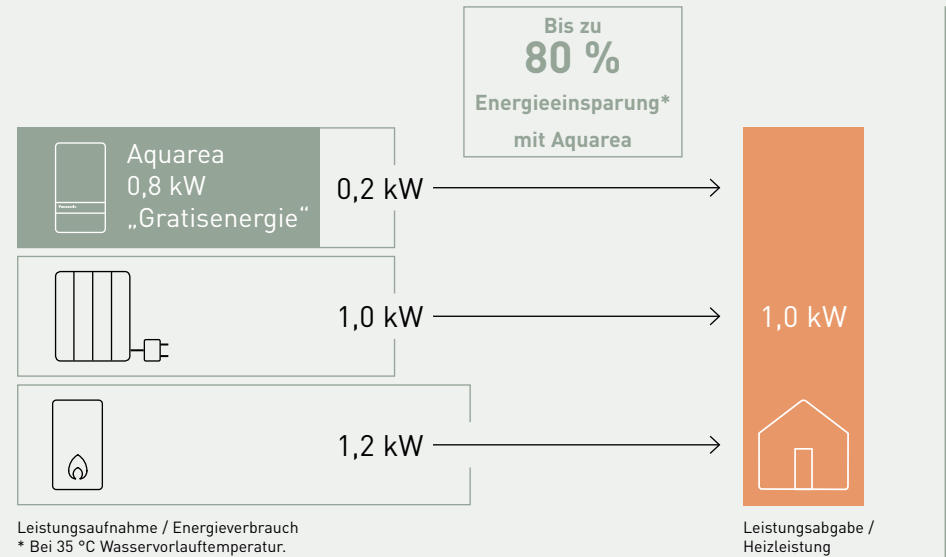 Bis zu
80 %
Energieeinsparung*
mit Aquarea
Aquarea
0,8 kW
„Gratisenergie“
0,2 kW
Panasonic
1,0 kW
1,0 kW
1,2 kW
Leistungsaufnahme / Energieverbrauch
* Bei 35 °C Wasservorlauftemperatur.
Leistungsabgabe /
Heizleistung